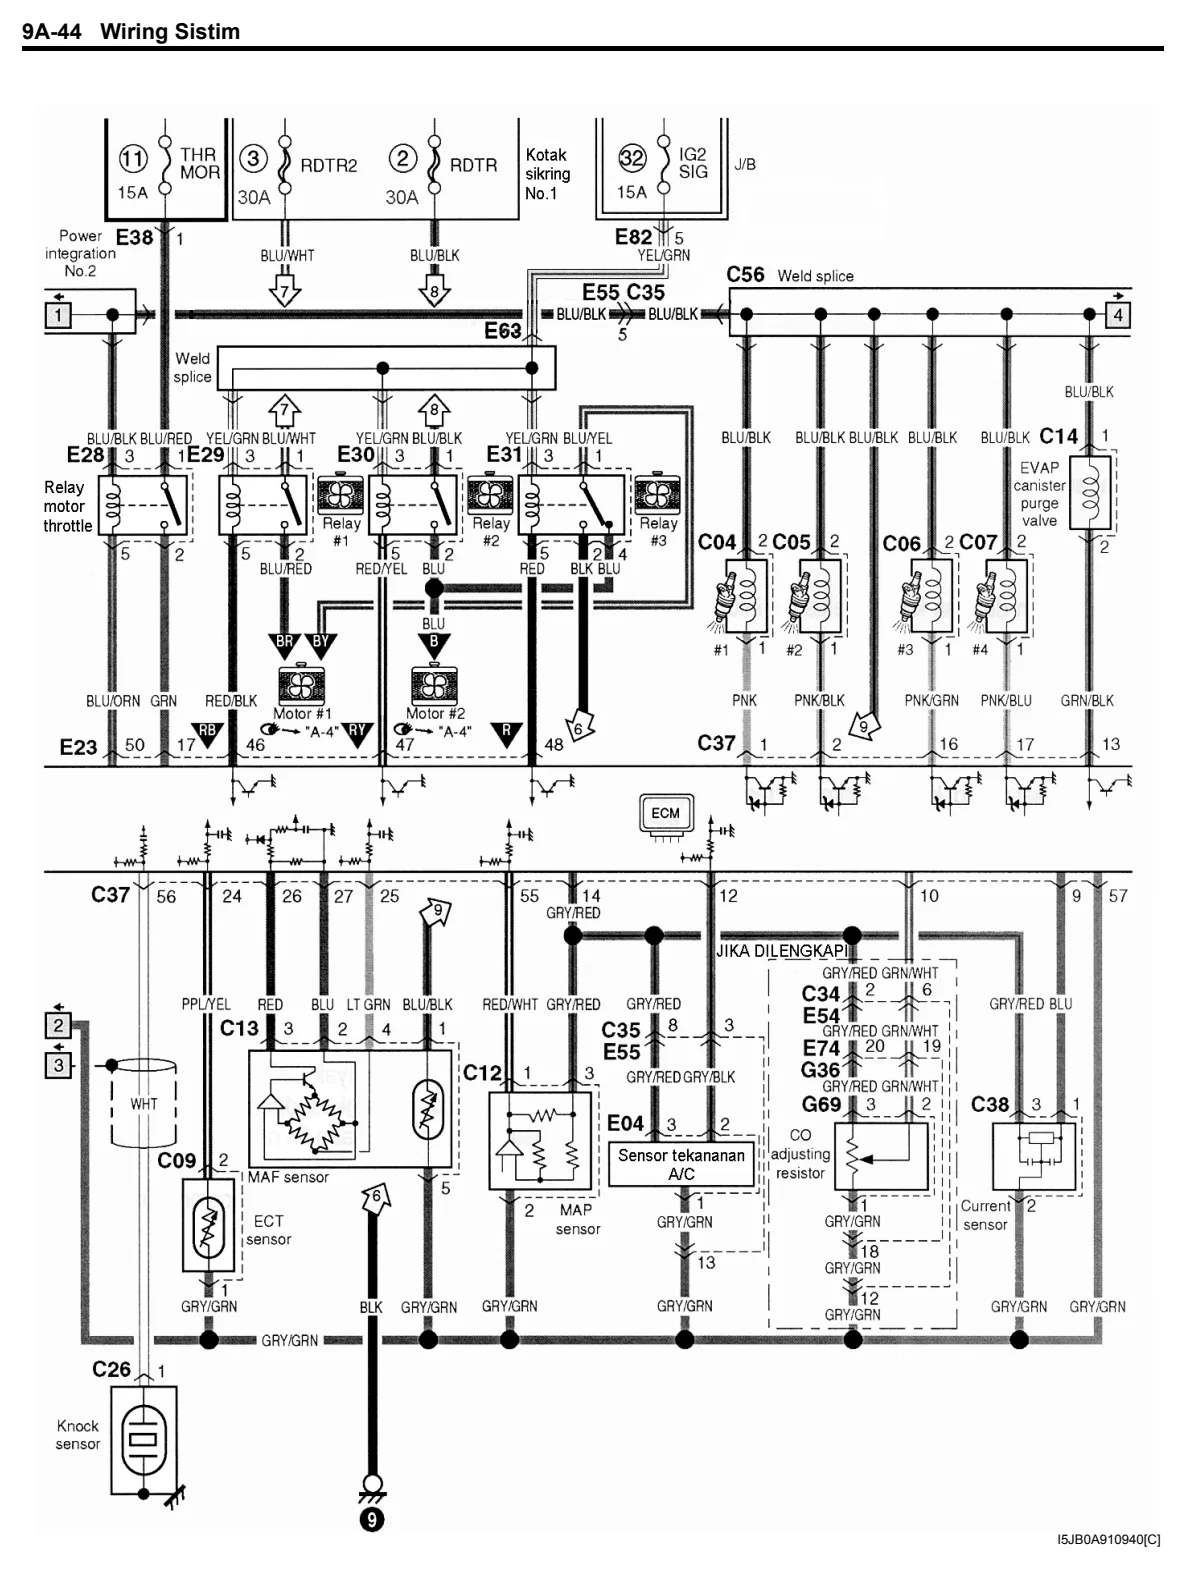 9A-44 Wiring Sistim
11 THR MOR 15A
3 RDTR2 30A
2 RDTR 30A
Kotak sikring No.1
32 IG2 SIG 15A
J/B
Power integration No.2
E38 1
BLU/WHT BLU/BLK
E82 5
YEL/GRN
7 8
C56 Weld splice
E55 C35
1 BLU/BLK BLU/BLK 4
5
E63
Weld splice
7 8
BLU/BLK
BLU/BLK BLU/RED YEL/GRN BLU/WHT YEL/GRN BLU/BLK YEL/GRN BLU/YEL BLU/BLK BLU/BLK BLU/BLK BLU/BLK BLU/BLK C14 1
E28 3 1 E29 3 1 E30 3 1 E31 3 1
EVAP canister purge valve
Relay motor throttle
Relay #1
Relay #2
Relay #3
C04 2 C05 2 C06 2 C07 2 2
5 2 5 2 5 2 5 2 4
BLU/RED RED/YEL BLU RED BLK BLU
BLU
BR BY B
#1 1 #2 1 #3 1 #4 1
BLU/ORN GRN RED/BLK
PNK PNK/BLK PNK/GRN PNK/BLU GRN/BLK
Motor #1 Motor #2
RB "A-4" RY "A-4" R 6 9
E23 50 17 46 47 48
C37 1 2 16 17 13
ECM
C37 56 24 26 27 25 9 55 14 12 10 9 57
GRY/RED
JIKA DILENGKAPI
GRY/RED GRN/WHT
C34 2 6
PPL/YEL RED BLU LT GRN BLU/BLK RED/WHT GRY/RED GRY/RED GRY/RED BLU
E54
2
C13 3 2 4 1
C35 8 3
GRY/RED GRN/WHT
E55
E74 20 19
3
G36
C12 1 3
GRY/RED GRY/BLK
GRY/RED GRN/WHT
WHT
G69 3 2
C38 3 1
E04 3 2
CO adjusting resistor
Sensor tekananan A/C
C09 2
MAF sensor
5
6
2 MAP sensor
1
GRY/GRN
1
GRY/GRN
Current sensor 2
ECT sensor
18
13
GRY/GRN
1
12
GRY/GRN BLK GRY/GRN GRY/GRN GRY/GRN GRY/GRN GRY/GRN GRY/GRN
GRY/GRN
C26 1
Knock sensor
9
I5JB0A910940[C]